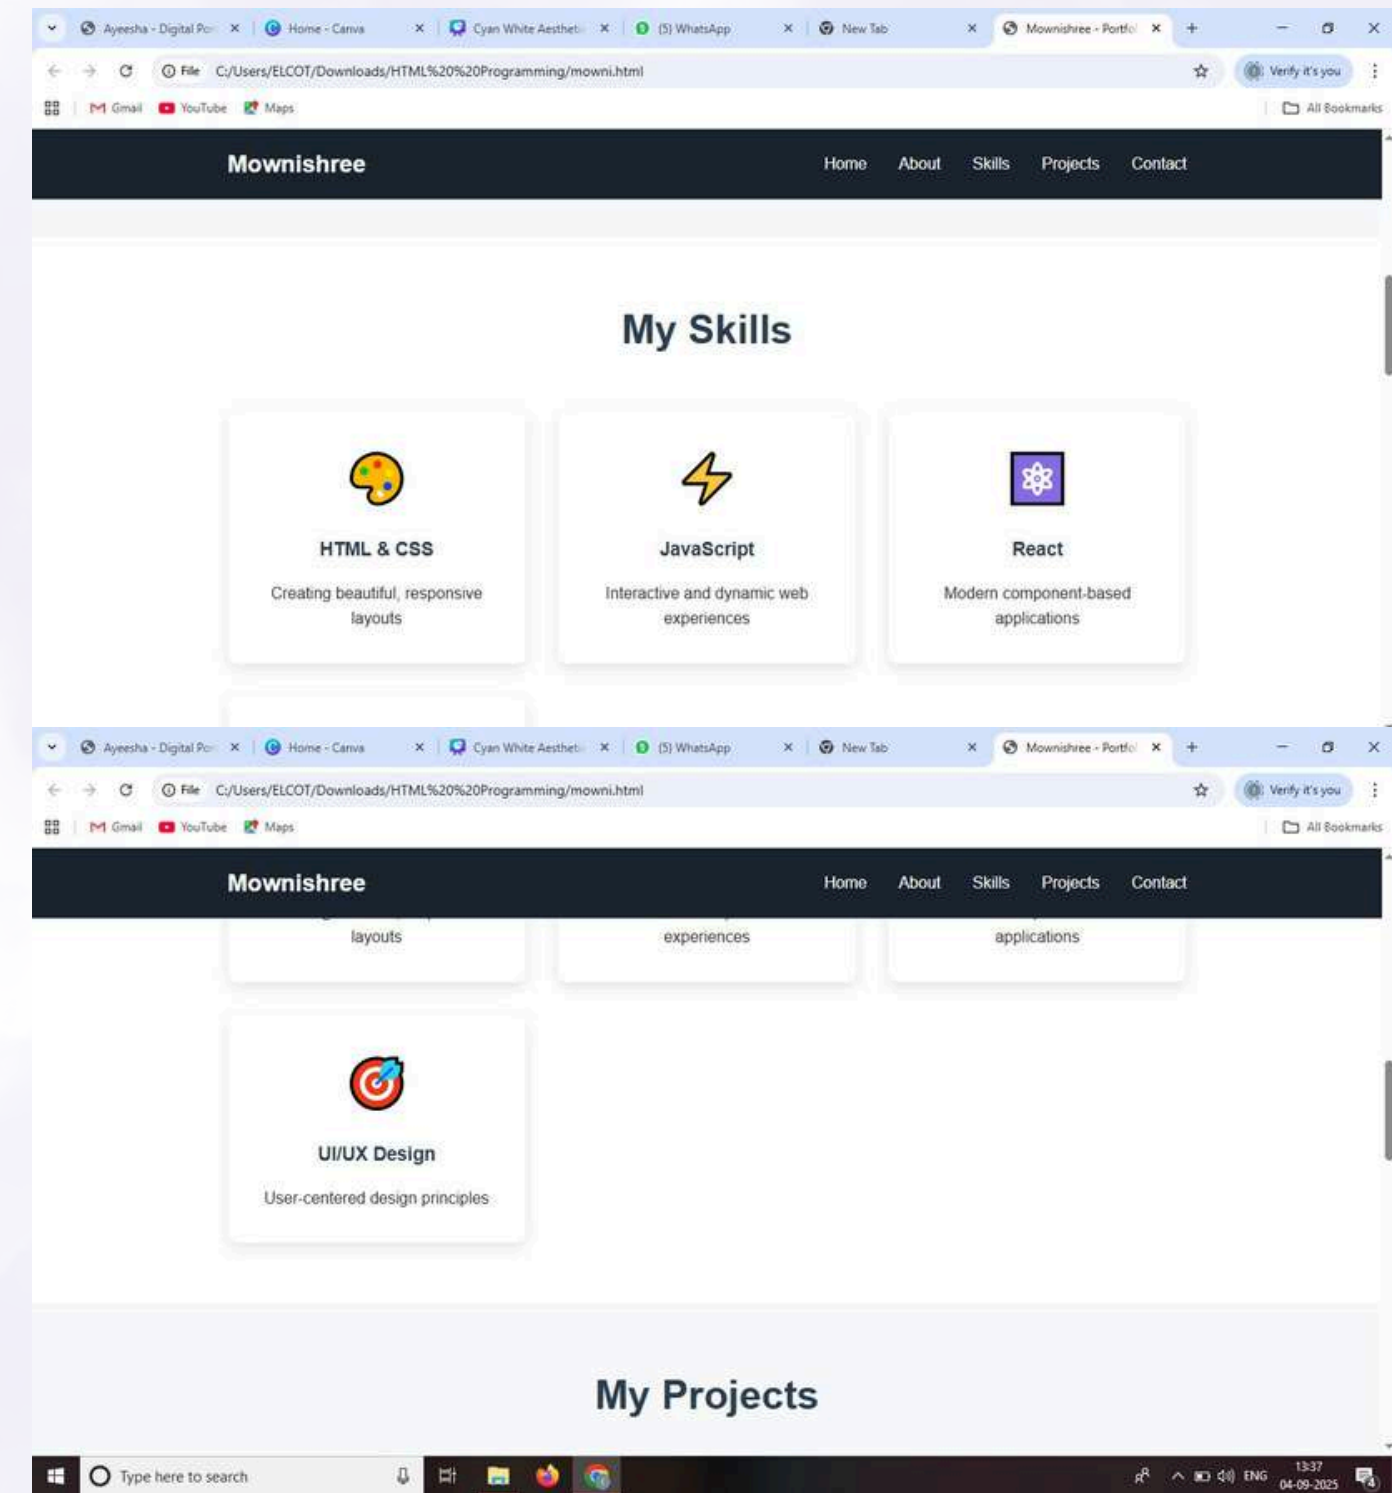 Ayeesha - Digital Por Home - Canva Cyan White Aestheti (5) WhatsApp New Tab Mownishree - Portfol
File C:/Users/ELCOT/Downloads/HTML%20%20Programming/mowni.html Verify it's you
Gmail YouTube Maps All Bookmarks
Mownishree Home About Skills Projects Contact
My Skills
HTML & CSS JavaScript React
Creating beautiful, responsive Interactive and dynamic web Modern component-based
layouts experiences applications
Ayeesha - Digital Por Home - Canva Cyan White Aestheti (5) WhatsApp New Tab Mownishree - Portfol
File C:/Users/ELCOT/Downloads/HTML%20%20Programming/mowni.html Verify it's you
Gmail YouTube Maps All Bookmarks
Mownishree Home About Skills Projects Contact
layouts experiences applications
UI/UX Design
User-centered design principles
My Projects
Type here to search ENG 13:37
04-09-2025